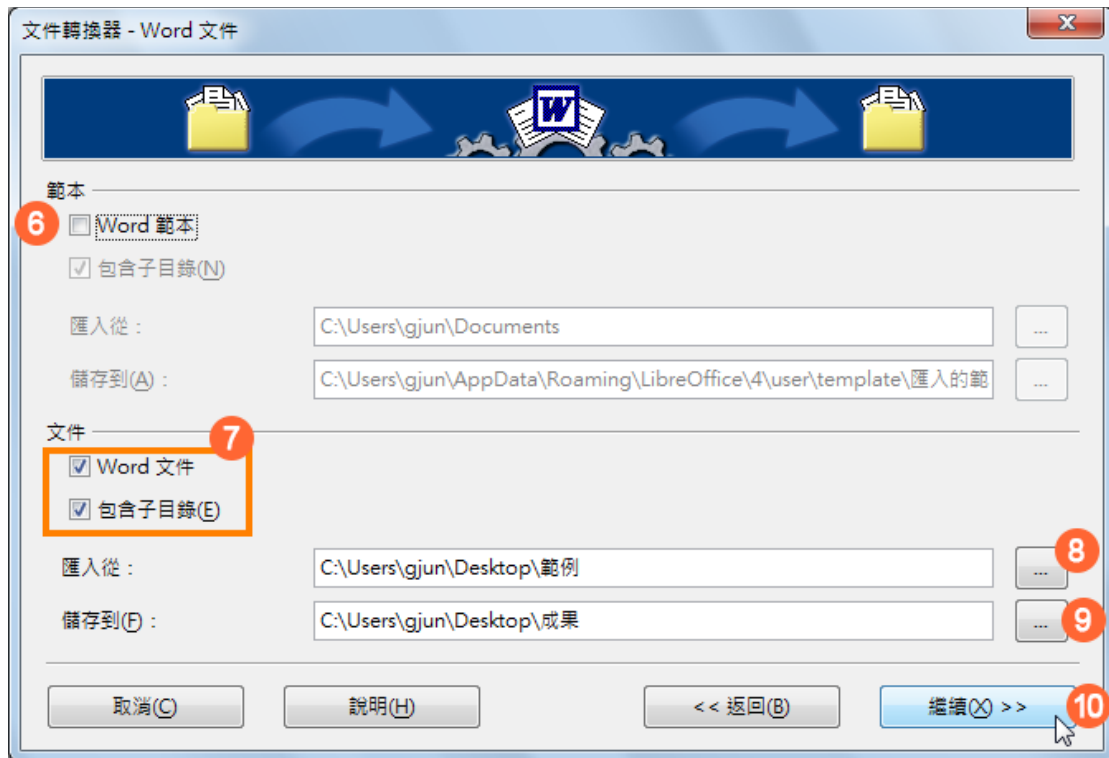 文件轉換器 - Word 文件
W
範本
6 Word 範本
包含子目錄(N)
匯入從： C:\Users\gjun\Documents ...
儲存到(A)： C:\Users\gjun\AppData\Roaming\LibreOffice\4\user\template\匯入的範 ...
文件
7
Word 文件
包含子目錄(E)
匯入從： C:\Users\gjun\Desktop\範例 ... 8
儲存到(F)： C:\Users\gjun\Desktop\成果 ... 9
取消(C) 說明(H) << 返回(B) 繼續(X) >> 10